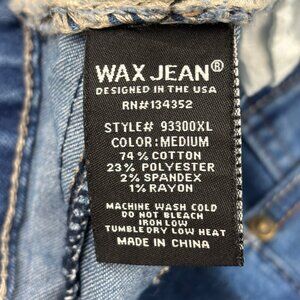 WAX JEAN®
DESIGNED IN THE USA
RN#134352
STYLE# 93300XL
COLOR:MEDIUM
74% COTTON
23% POLYESTER
2% SPANDEX
1% RAYON
MACHINE WASH COLD
DO NOT BLEACH
IRON LOW
TUMBLE DRY LOW HEAT
MADE IN CHINA